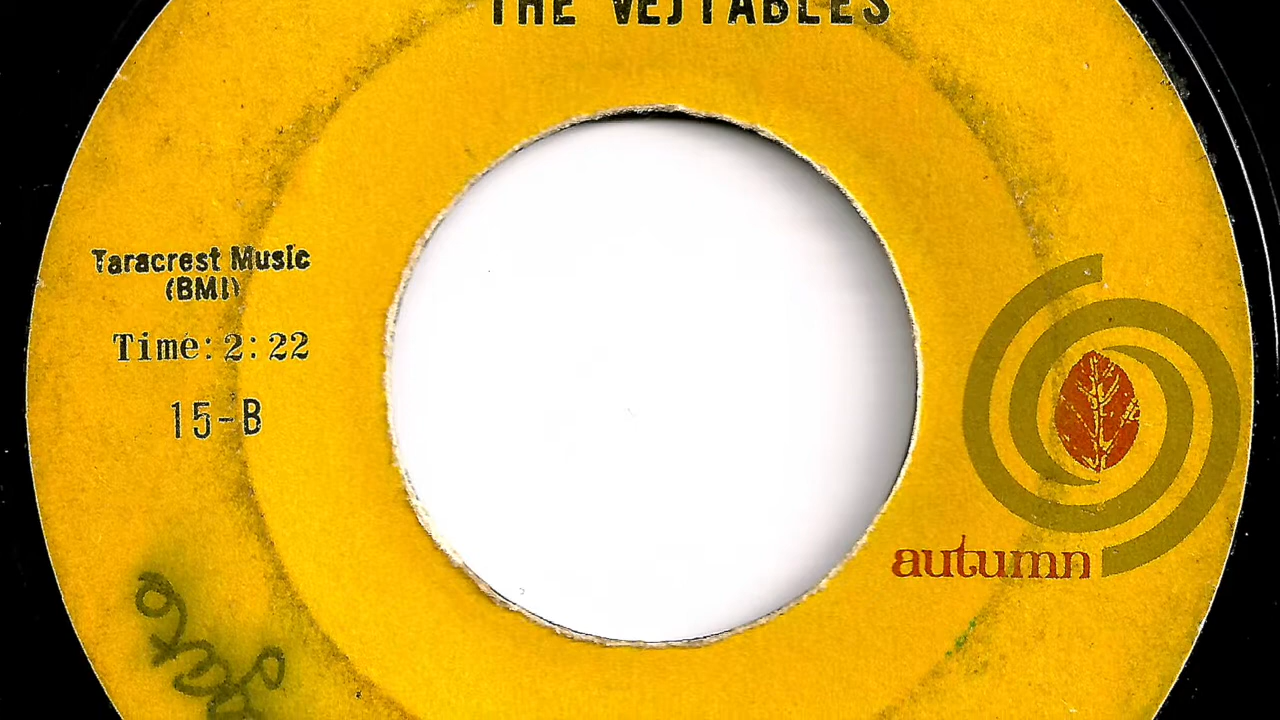 THE VEJTABLES
Taracrest Music
(BMI)
Time: 2: 22
15-B
autumn